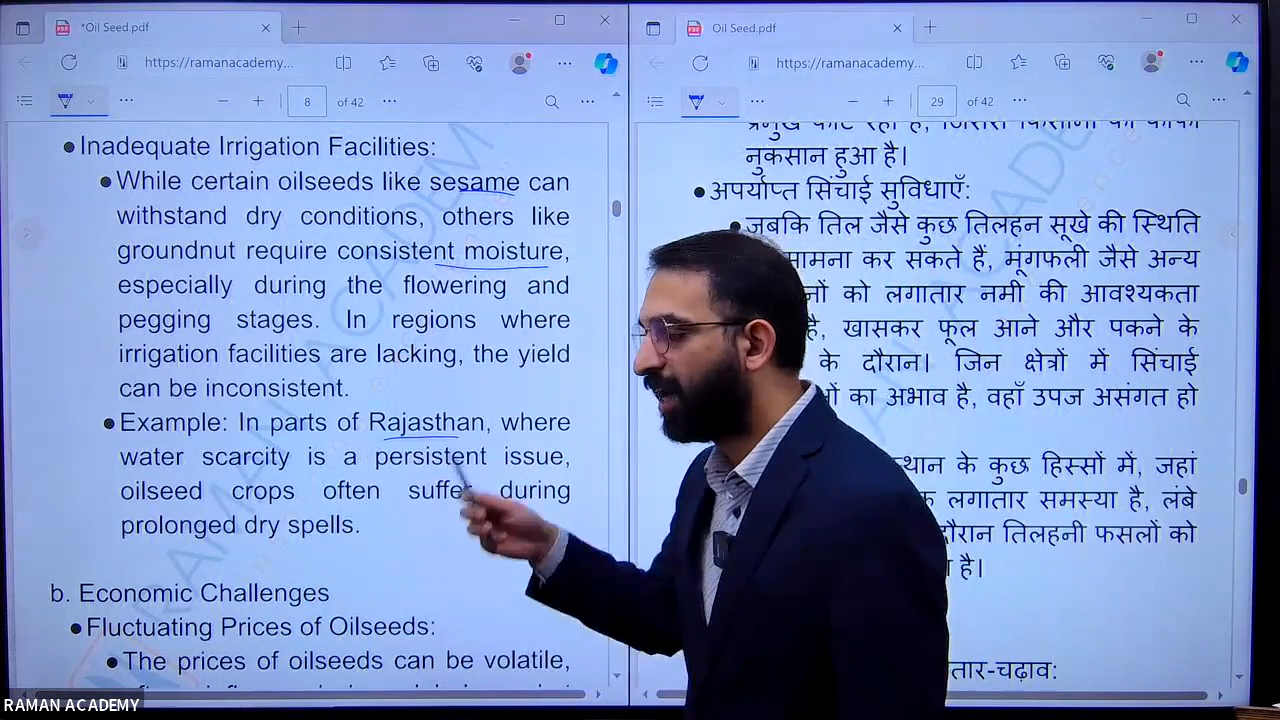 *Oil Seed.pdf
https://ramanacademy...
8 of 42
Inadequate Irrigation Facilities:
While certain oilseeds like sesame can
withstand dry conditions, others like
groundnut require consistent moisture,
especially during the flowering and
pegging stages. In regions where
irrigation facilities are lacking, the yield
can be inconsistent.
Example: In parts of Rajasthan, where
water scarcity is a persistent issue,
oilseed crops often suffer during
prolonged dry spells.
b. Economic Challenges
Fluctuating Prices of Oilseeds:
The prices of oilseeds can be volatile,
Oil Seed.pdf
https://ramanacademy...
29 of 42
नुकसान हुआ है।
अपर्याप्त सिंचाई सुविधाएँ:
जबकि तिल जैसे कुछ तिलहन सूखे की स्थिति
सामना कर सकते हैं, मूंगफली जैसे अन्य
को लगातार नमी की आवश्यकता
है, खासकर फूल आने और पकने के
के दौरान। जिन क्षेत्रों में सिंचाई
का अभाव है, वहाँ उपज असंगत हो
के कुछ हिस्सों में, जहां
लगातार समस्या है, लंबे
दौरान तिलहनी फसलों को
है।
RAMAN ACADEMY